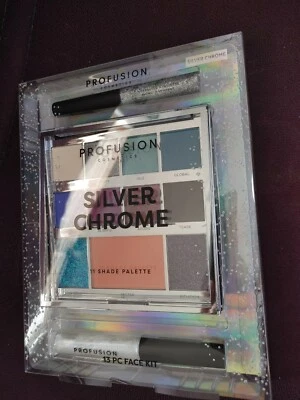 PROFUSION
COSMETICS
SILVER CHROME
PROFUSION
COSMETICS
SILVER
CHROME
11 SHADE PALETTE
PROFUSION
13 PC FACE KIT